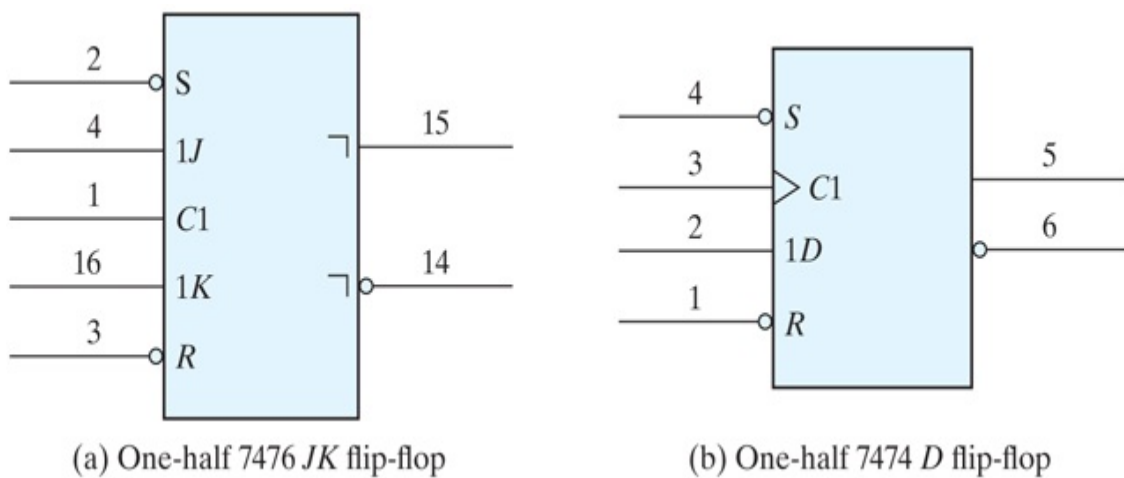 2 S
4 1J 15
1 C1
16 1K 14
3 R
(a) One-half 7476 JK flip-flop
4 S
3 C1 5
2 1D 6
1 R
(b) One-half 7474 D flip-flop